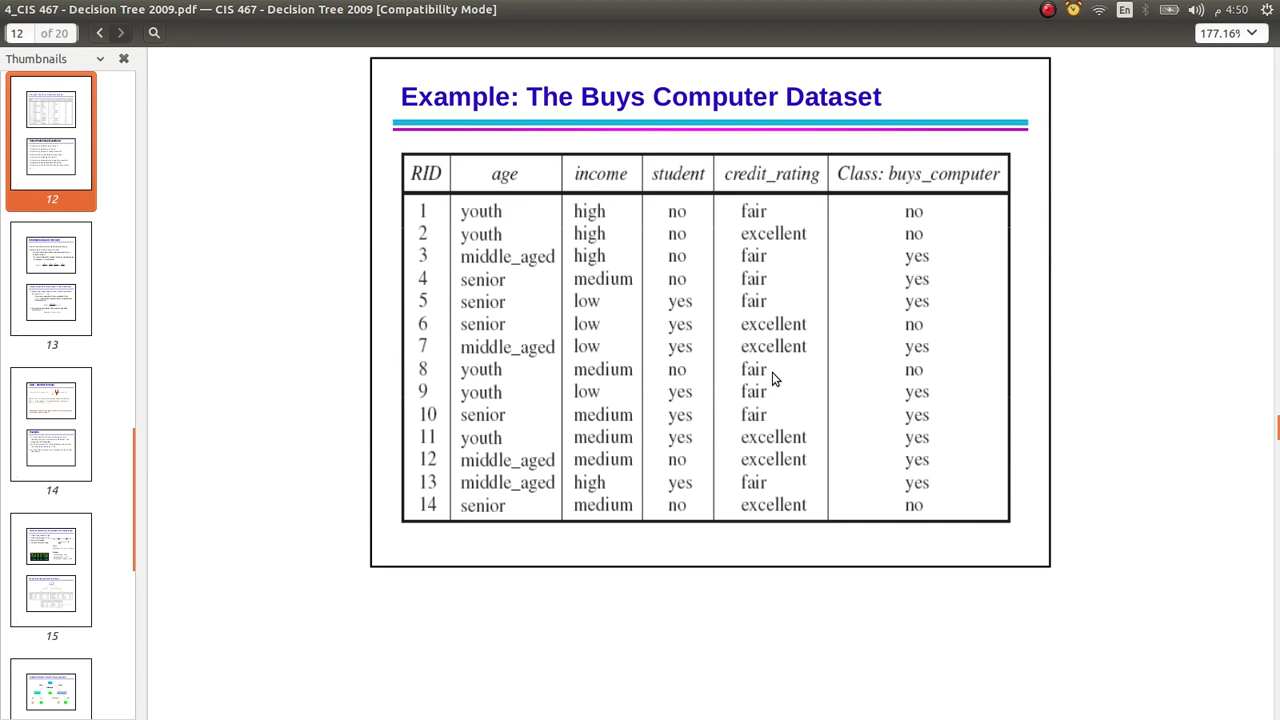 4_CIS 467 - Decision Tree 2009.pdf — CIS 467 - Decision Tree 2009 [Compatibility Mode]
En
4:50 م
12 of 20
177.16%
Thumbnails
12
13
14
15
Example: The Buys Computer Dataset
RID age income student credit_rating Class: buys_computer
1 youth high no fair no
2 youth high no excellent no
3 middle_aged high no fair yes
4 senior medium no fair yes
5 senior low yes fair yes
6 senior low yes excellent no
7 middle_aged low yes excellent yes
8 youth medium no fair no
9 youth low yes fair yes
10 senior medium yes fair yes
11 youth medium yes excellent yes
12 middle_aged medium no excellent yes
13 middle_aged high yes fair yes
14 senior medium no excellent no